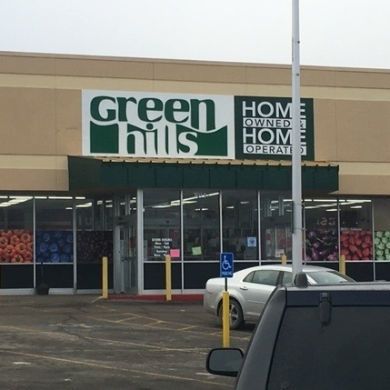 Green
hills
HOME
OWNED &
HOME
OPERATED